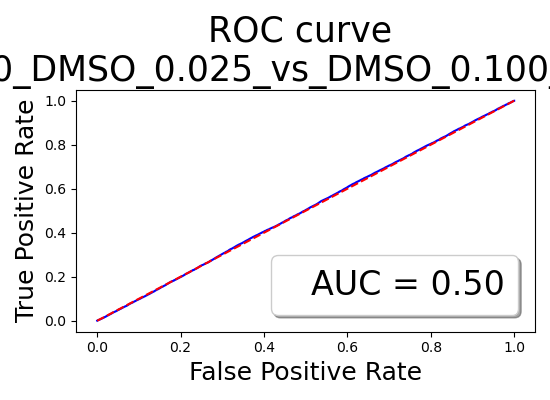 ROC curve
0_DMSO_0.025_vs_DMSO_0.100_
1.0
0.8
0.6
0.4
0.2
0.0
True Positive Rate
AUC = 0.50
0.0 0.2 0.4 0.6 0.8 1.0
False Positive Rate